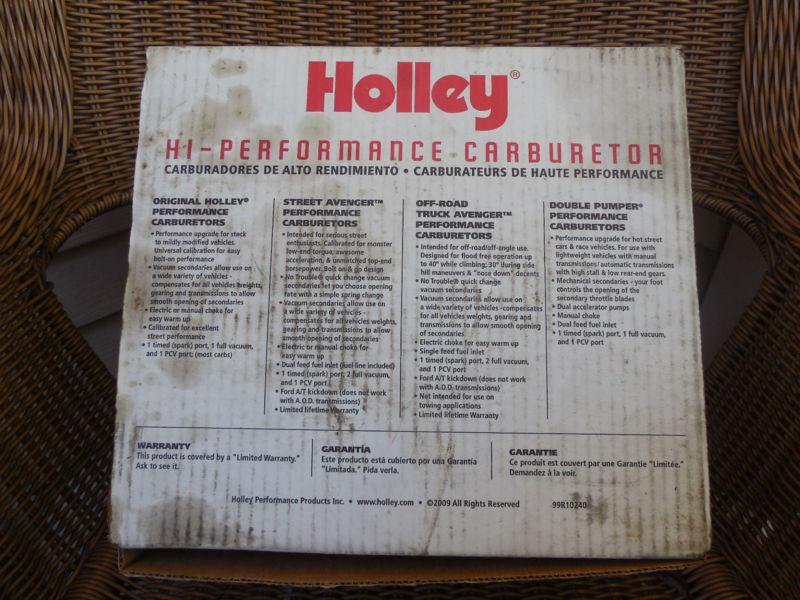 Holley®
HI-PERFORMANCE CARBURETOR
CARBURADORES DE ALTO RENDIMIENTO • CARBURATEURS DE HAUTE PERFORMANCE
ORIGINAL HOLLEY®
PERFORMANCE
CARBURETORS
• Performance upgrade for stock
to mildly modified vehicles.
Universal calibration for easy
bolt-on performance
• Vacuum secondaries allow use on
a wide variety of vehicles -
compensates for all vehicles weights,
gearing and transmissions to allow
smooth opening of secondaries
• Electric or manual choke for
easy warm up
• Calibrated for excellent
street performance
• 1 timed (spark) port, 1 full vacuum,
and 1 PCV port; (most carbs)
STREET AVENGER™
PERFORMANCE
CARBURETORS
• Intended for serious street
enthusiasts. Calibrated for monster
low-end torque, awesome
acceleration, & unmatched top-end
horsepower. Bolt on & go design
• No Trouble® quick change vacuum
secondaries let you choose opening
rate with a simple spring change
• Vacuum secondaries allow use on
a wide variety of vehicles -
compensates for all vehicles weights,
gearing and transmissions to allow
smooth opening of secondaries
• Electric or manual choke for
easy warm up
• Dual feed fuel inlet (fuel line included)
• 1 timed (spark) port, 2 full vacuum,
and 1 PCV port
• Ford A/T kickdown (does not work
with A.O.D. transmissions)
• Limited lifetime Warranty
OFF-ROAD
TRUCK AVENGER™
PERFORMANCE
CARBURETORS
• Intended for off-road/off-angle use.
Designed for flood free operation up
to 40° while climbing; 30° during side
hill maneuvers & "nose down" decents
• No Trouble® quick change
vacuum secondaries
• Vacuum secondaries allow use on
a wide variety of vehicles -compensates
for all vehicles weights, gearing and
transmissions to allow smooth opening
of secondaries
• Electric choke for easy warm up
• Single feed fuel inlet
• 1 timed (spark) port, 2 full vacuum,
and 1 PCV port
• Ford A/T kickdown (does not work
with A.O.D. transmissions)
• Not intended for use on
towing applications
• Limited lifetime Warranty
DOUBLE PUMPER®
PERFORMANCE
CARBURETORS
• Performance upgrade for hot street
cars & race vehicles. For use with
lightweight vehicles with manual
transmissions/ automatic transmissions
with high stall & low rear-end gears.
• Mechanical secondaries - your foot
controls the opening of the
secondary throttle blades
• Dual accelerator pumps
• Manual choke
• Dual feed fuel inlet
• 1 timed (spark) port, 1 full vacuum,
and 1 PCV port
WARRANTY
This product is covered by a "Limited Warranty."
Ask to see it.
GARANTÍA
Este producto está cubierto por una Garantía
"Limitada." Pida verla.
GARANTIE
Ce produit est couvert par une Garantie "Limitée."
Demandez à la voir.
Holley Performance Products Inc. • www.holley.com • ©2009 All Rights Reserved 99R10240